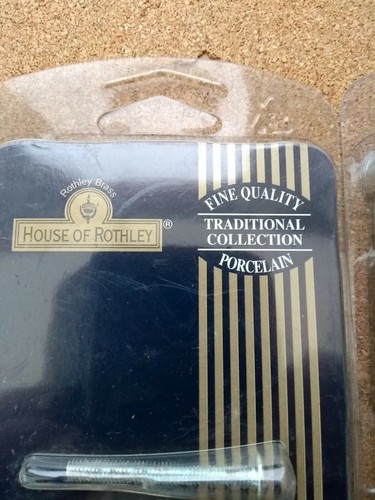 Rothley Brass
HOUSE OF ROTHLEY®
FINE QUALITY
TRADITIONAL
COLLECTION
PORCELAIN